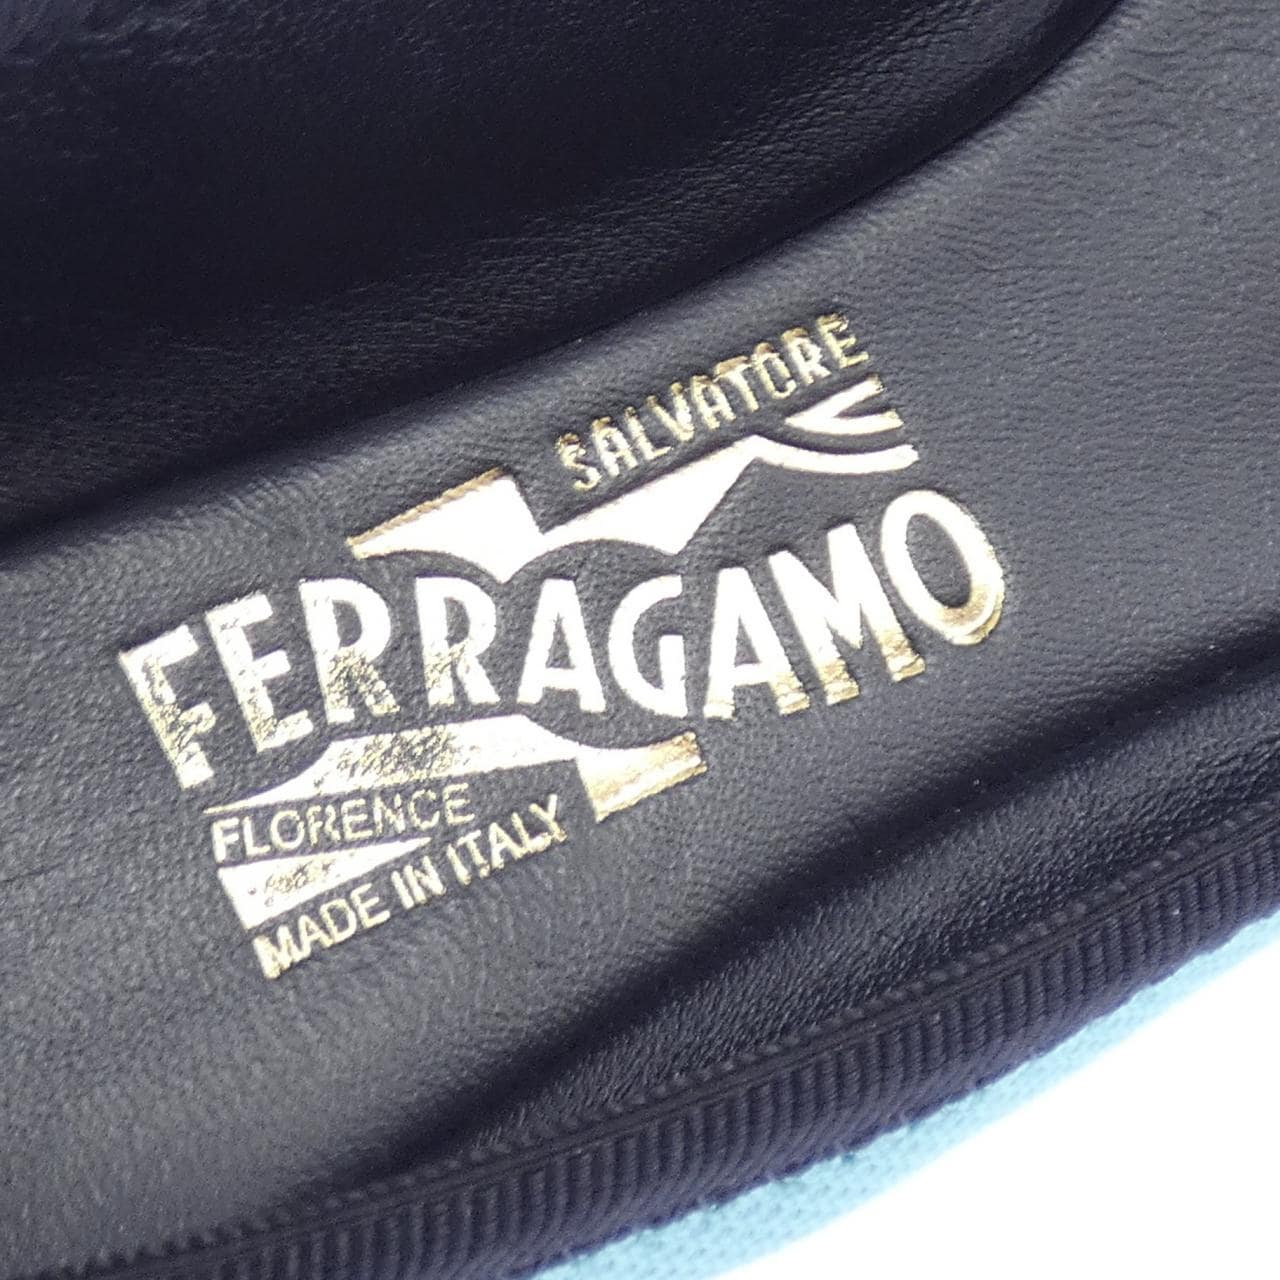 SALVATORE
FERRAGAMO
FLORENCE
MADE IN ITALY